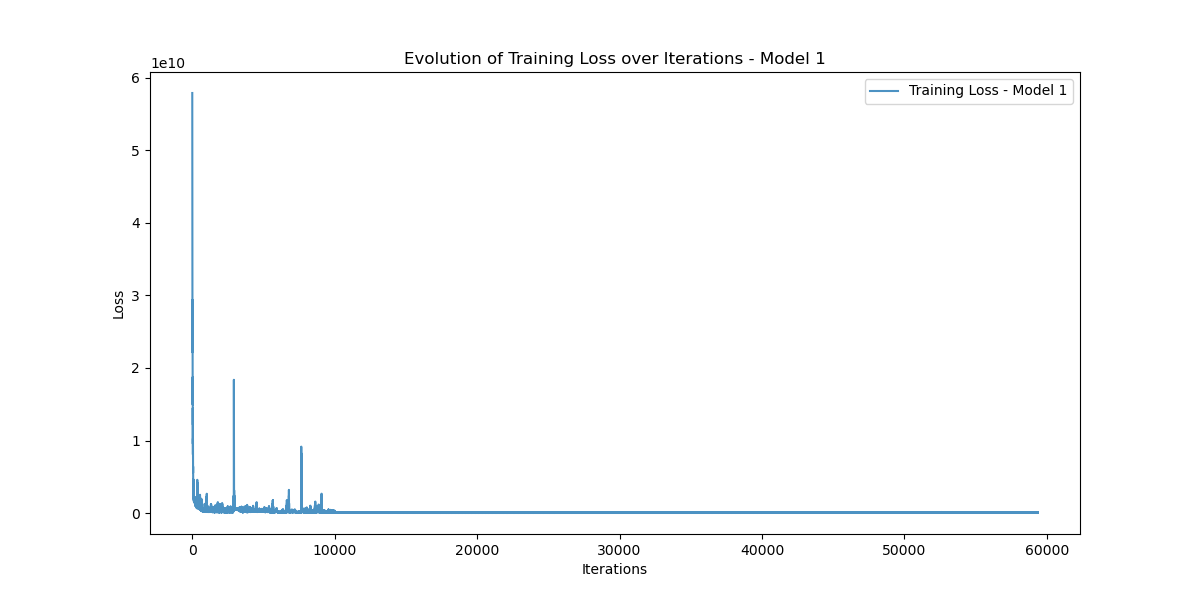 Evolution of Training Loss over Iterations - Model 1
1e10
Training Loss - Model 1
6
5
4
3
2
1
0
Loss
0 10000 20000 30000 40000 50000 60000
Iterations